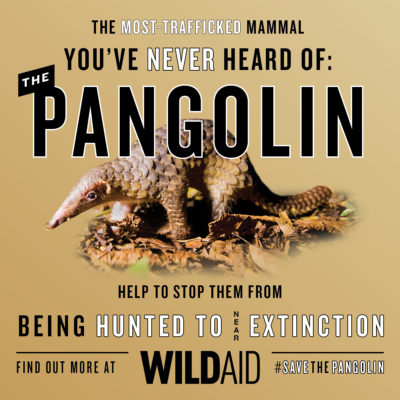 THE MOST-TRAFFICKED MAMMAL
YOU'VE NEVER HEARD OF:
THE
PANGOLIN
HELP TO STOP THEM FROM
BEING HUNTED TO NEAR EXTINCTION
FIND OUT MORE AT WILDAID #SAVETHEPANGOLIN